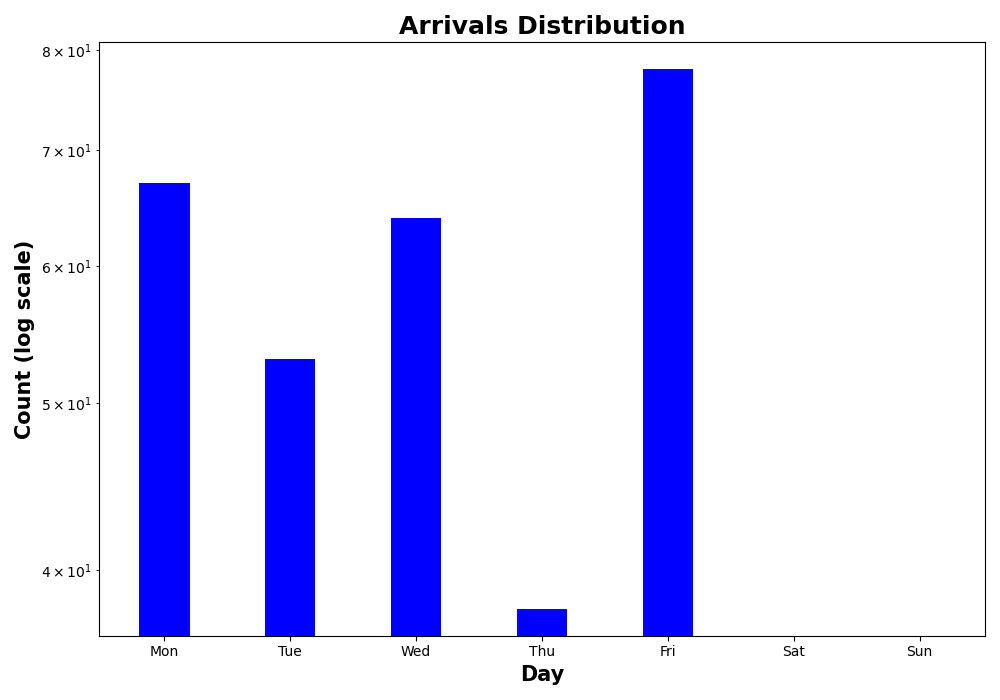 Arrivals Distribution
Count (log scale)
8 × 10¹
7 × 10¹
6 × 10¹
5 × 10¹
4 × 10¹
Mon Tue Wed Thu Fri Sat Sun
Day